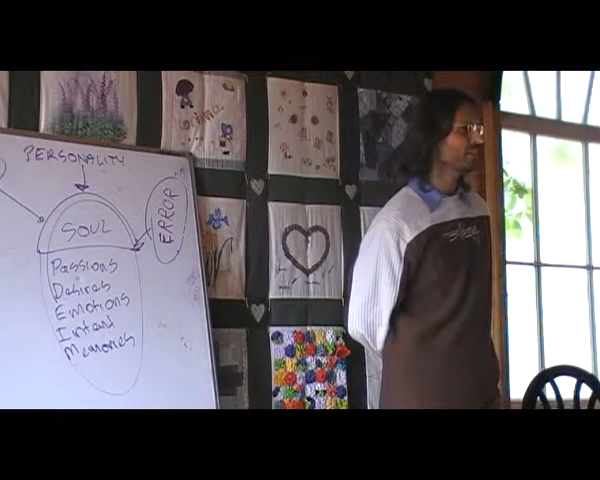 PERSONALITY
SOUL
ERROR
Passions
Desires
Emotions
Intent
Memories